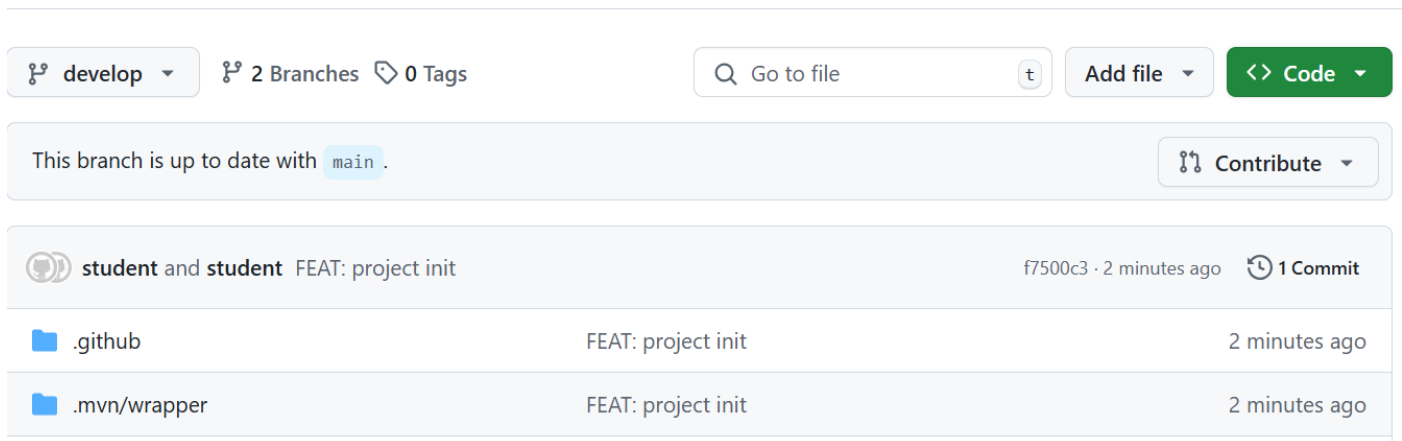 develop 2 Branches 0 Tags Go to file t Add file <> Code
This branch is up to date with main .
Contribute
student and student FEAT: project init f7500c3 · 2 minutes ago 1 Commit
.github FEAT: project init 2 minutes ago
.mvn/wrapper FEAT: project init 2 minutes ago